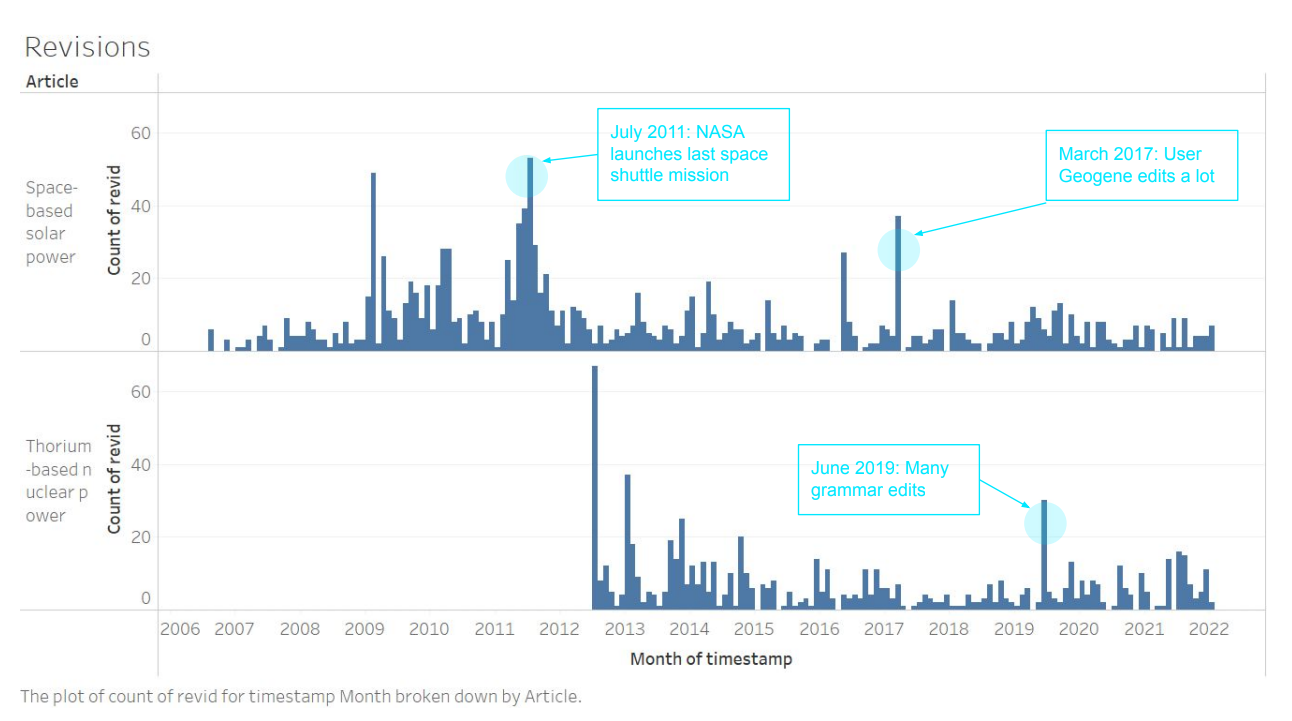 Revisions
Article
Space-
based
solar
power
Count of revid
60
40
20
0
July 2011: NASA
launches last space
shuttle mission
March 2017: User
Geogene edits a lot
Thorium
-based n
uclear p
ower
Count of revid
60
40
20
0
June 2019: Many
grammar edits
2006 2007 2008 2009 2010 2011 2012 2013 2014 2015 2016 2017 2018 2019 2020 2021 2022
Month of timestamp
The plot of count of revid for timestamp Month broken down by Article.